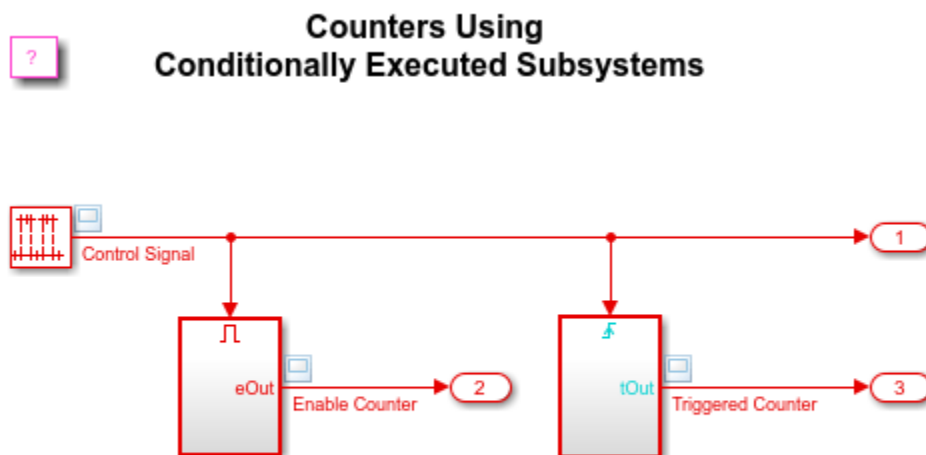 Counters Using
Conditionally Executed Subsystems
?
Control Signal
1
eOut
Enable Counter
2
tOut
Triggered Counter
3